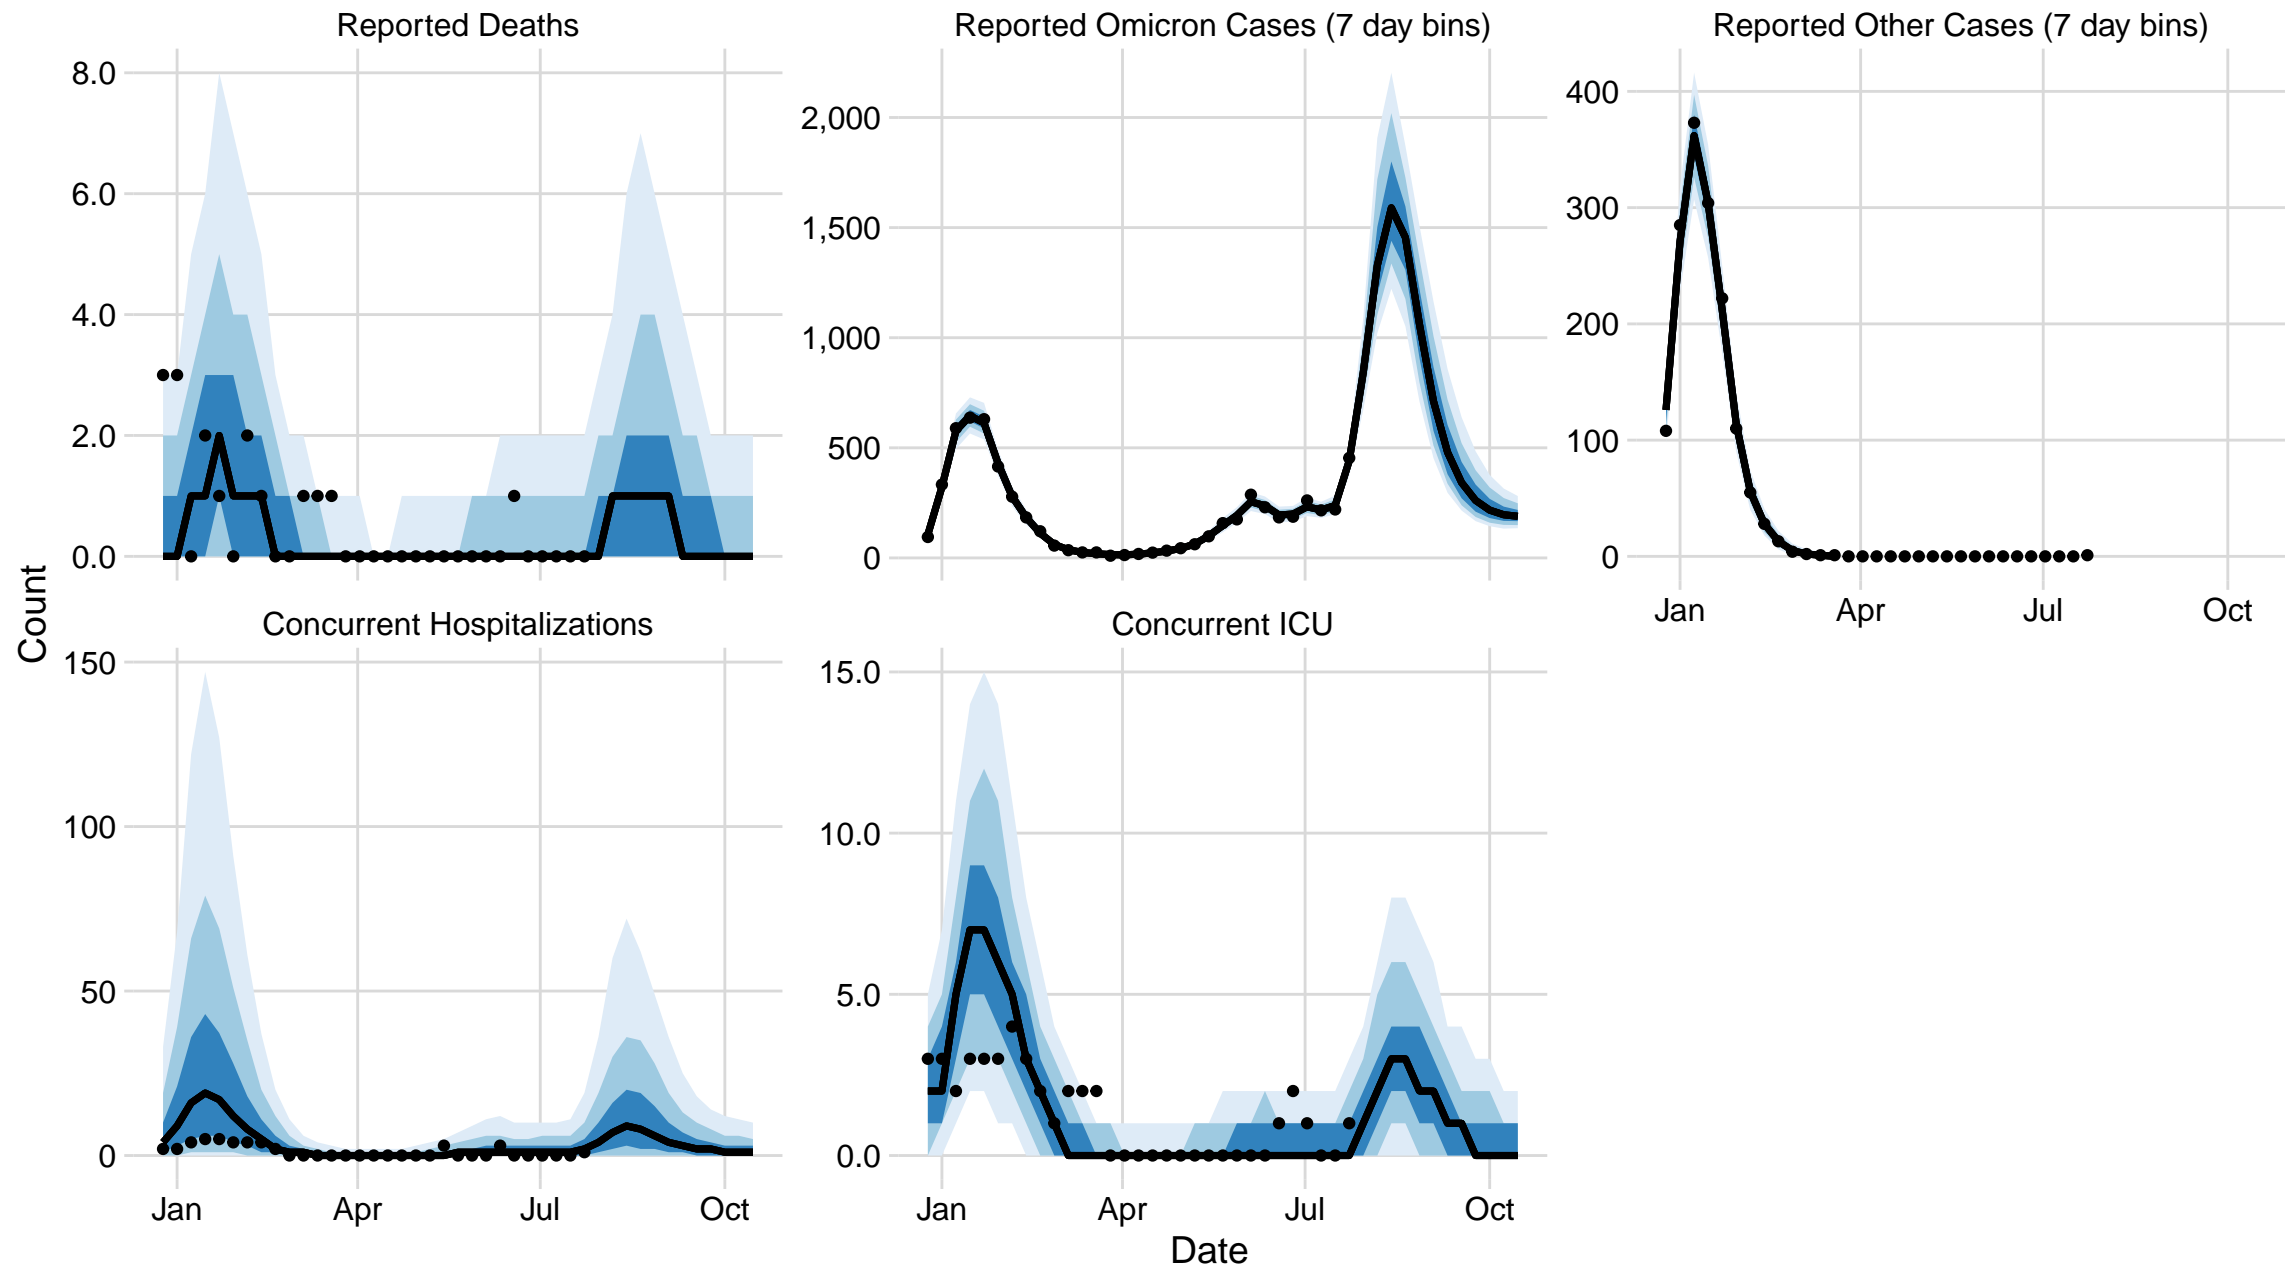 Reported Deaths
Reported Omicron Cases (7 day bins)
Reported Other Cases (7 day bins)
8.0
6.0
4.0
2.0
0.0
2,000
1,500
1,000
500
0
400
300
200
100
0
Jan Apr Jul Oct
Count
Concurrent Hospitalizations
Concurrent ICU
150
100
50
0
Jan Apr Jul Oct
15.0
10.0
5.0
0.0
Jan Apr Jul Oct
Date